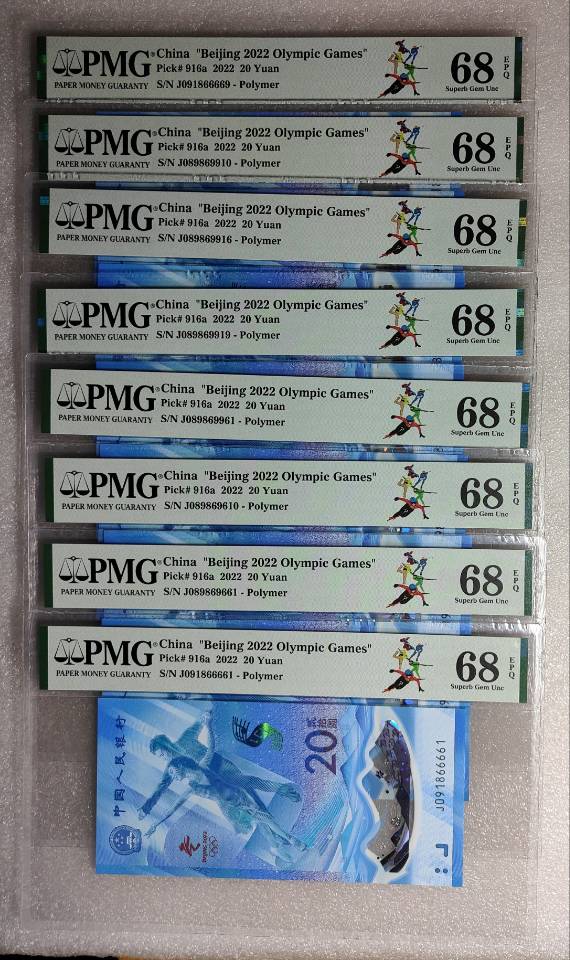 PMG® China "Beijing 2022 Olympic Games"
Pick# 916a 2022 20 Yuan
PAPER MONEY GUARANTY S/N J091866669 - Polymer
68 EPQ
Superb Gem Unc
PMG® China "Beijing 2022 Olympic Games"
Pick# 916a 2022 20 Yuan
PAPER MONEY GUARANTY S/N J089869910 - Polymer
68 EPQ
Superb Gem Unc
PMG® China "Beijing 2022 Olympic Games"
Pick# 916a 2022 20 Yuan
PAPER MONEY GUARANTY S/N J089869916 - Polymer
68 EPQ
Superb Gem Unc
PMG® China "Beijing 2022 Olympic Games"
Pick# 916a 2022 20 Yuan
PAPER MONEY GUARANTY S/N J089869919 - Polymer
68 EPQ
Superb Gem Unc
PMG® China "Beijing 2022 Olympic Games"
Pick# 916a 2022 20 Yuan
PAPER MONEY GUARANTY S/N J089869961 - Polymer
68 EPQ
Superb Gem Unc
PMG® China "Beijing 2022 Olympic Games"
Pick# 916a 2022 20 Yuan
PAPER MONEY GUARANTY S/N J089869610 - Polymer
68 EPQ
Superb Gem Unc
PMG® China "Beijing 2022 Olympic Games"
Pick# 916a 2022 20 Yuan
PAPER MONEY GUARANTY S/N J089869661 - Polymer
68 EPQ
Superb Gem Unc
PMG® China "Beijing 2022 Olympic Games"
Pick# 916a 2022 20 Yuan
PAPER MONEY GUARANTY S/N J091866661 - Polymer
68 EPQ
Superb Gem Unc
中国人民银行
BEIJING 2022
20
贰拾圆
J091866661